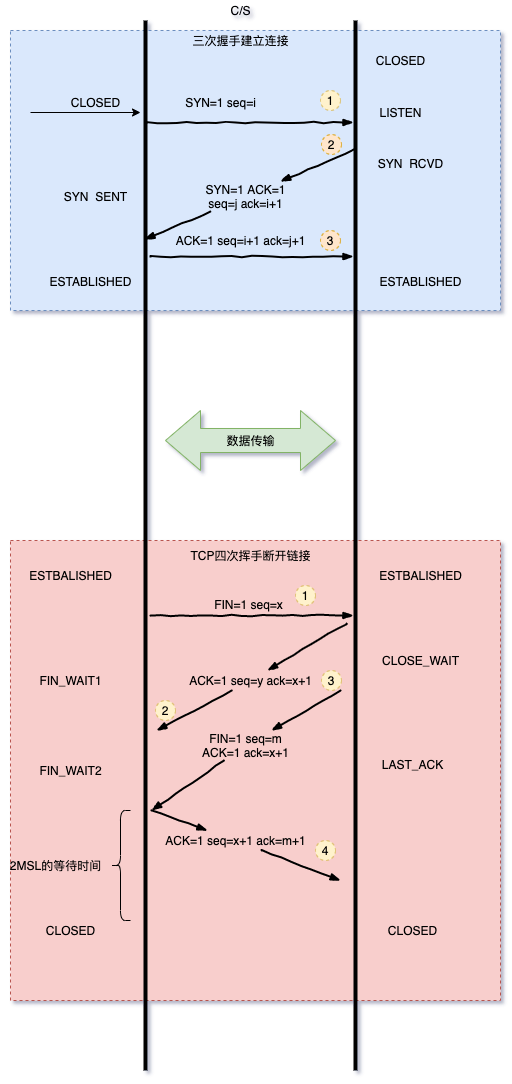 C/S
三次握手建立连接
CLOSED
CLOSED
SYN=1 seq=i
1
LISTEN
2
SYN RCVD
SYN SENT
SYN=1 ACK=1
seq=j ack=i+1
ACK=1 seq=i+1 ack=j+1
3
ESTABLISHED
ESTABLISHED
数据传输
TCP四次挥手断开链接
ESTBALISHED
ESTBALISHED
FIN=1 seq=x
1
CLOSE_WAIT
FIN_WAIT1
ACK=1 seq=y ack=x+1
3
2
FIN=1 seq=m
ACK=1 ack=x+1
FIN_WAIT2
LAST_ACK
ACK=1 seq=x+1 ack=m+1
4
2MSL的等待时间
CLOSED
CLOSED